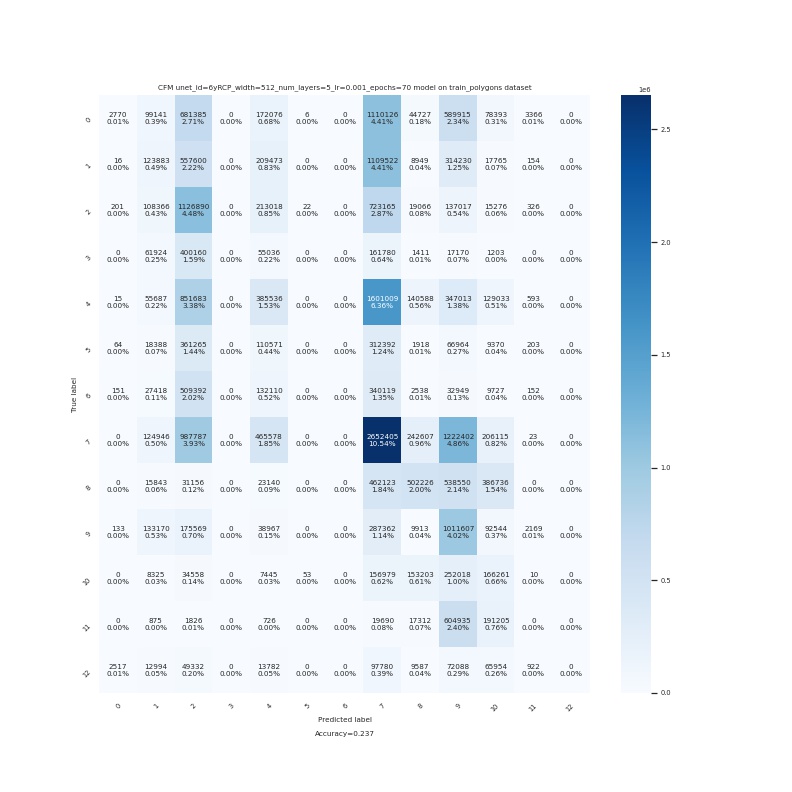 CFM unet_id=6yRCP_width=512_num_layers=5_lr=0.001_epochs=70 model on train_polygons dataset
1e6
0 2770 99141 681385 0 172076 6 0 1110126 44727 589915 78393 3366 0
0.01% 0.39% 2.71% 0.00% 0.68% 0.00% 0.00% 4.41% 0.18% 2.34% 0.31% 0.01% 0.00%
1 16 123883 557600 0 209473 0 0 1109522 8949 314230 17765 154 0
0.00% 0.49% 2.22% 0.00% 0.83% 0.00% 0.00% 4.41% 0.04% 1.25% 0.07% 0.00% 0.00%
2 201 108366 1126890 0 213018 22 0 723165 19066 137017 15276 326 0
0.00% 0.43% 4.48% 0.00% 0.85% 0.00% 0.00% 2.87% 0.08% 0.54% 0.06% 0.00% 0.00%
3 0 61924 400160 0 55036 0 0 161780 1411 17170 1203 0 0
0.00% 0.25% 1.59% 0.00% 0.22% 0.00% 0.00% 0.64% 0.01% 0.07% 0.00% 0.00% 0.00%
4 15 55687 851683 0 385536 0 0 1601009 140588 347013 129033 593 0
0.00% 0.22% 3.38% 0.00% 1.53% 0.00% 0.00% 6.36% 0.56% 1.38% 0.51% 0.00% 0.00%
5 64 18388 361265 0 110571 0 0 312392 1918 66964 9370 203 0
0.00% 0.07% 1.44% 0.00% 0.44% 0.00% 0.00% 1.24% 0.01% 0.27% 0.04% 0.00% 0.00%
6 151 27418 509392 0 132110 0 0 340119 2538 32949 9727 152 0
0.00% 0.11% 2.02% 0.00% 0.52% 0.00% 0.00% 1.35% 0.01% 0.13% 0.04% 0.00% 0.00%
7 0 124946 987787 0 465578 0 0 2652405 242607 1222402 206115 23 0
0.00% 0.50% 3.93% 0.00% 1.85% 0.00% 0.00% 10.54% 0.96% 4.86% 0.82% 0.00% 0.00%
8 0 15843 31156 0 23140 0 0 462123 502226 538550 386736 0 0
0.00% 0.06% 0.12% 0.00% 0.09% 0.00% 0.00% 1.84% 2.00% 2.14% 1.54% 0.00% 0.00%
9 133 133170 175569 0 38967 0 0 287362 9913 1011607 92544 2169 0
0.00% 0.53% 0.70% 0.00% 0.15% 0.00% 0.00% 1.14% 0.04% 4.02% 0.37% 0.01% 0.00%
10 0 8325 34558 0 7445 53 0 156979 153203 252018 166261 10 0
0.00% 0.03% 0.14% 0.00% 0.03% 0.00% 0.00% 0.62% 0.61% 1.00% 0.66% 0.00% 0.00%
11 0 875 1826 0 726 0 0 19690 17312 604935 191205 0 0
0.00% 0.00% 0.01% 0.00% 0.00% 0.00% 0.00% 0.08% 0.07% 2.40% 0.76% 0.00% 0.00%
12 2517 12994 49332 0 13782 0 0 97780 9587 72088 65954 922 0
0.01% 0.05% 0.20% 0.00% 0.05% 0.00% 0.00% 0.39% 0.04% 0.29% 0.26% 0.00% 0.00%
0 1 2 3 4 5 6 7 8 9 10 11 12
True label
Predicted label
Accuracy=0.237
2.5
2.0
1.5
1.0
0.5
0.0